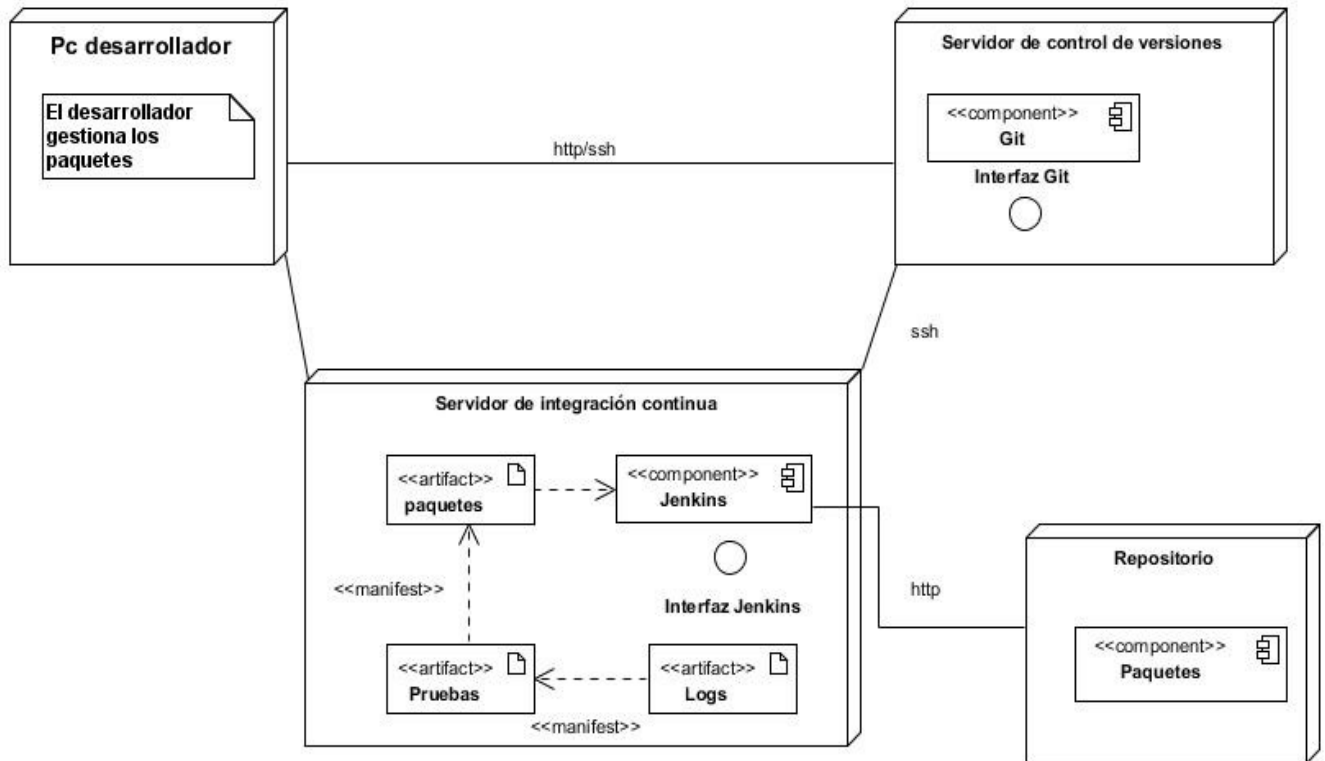 Pc desarrollador
El desarrollador
gestiona los
paquetes
http/ssh
Servidor de control de versiones
<<component>>
Git
Interfaz Git
ssh
Servidor de integración continua
<<artifact>>
paquetes
<<component>>
Jenkins
Interfaz Jenkins
<<manifest>>
<<artifact>>
Pruebas
<<artifact>>
Logs
<<manifest>>
http
Repositorio
<<component>>
Paquetes